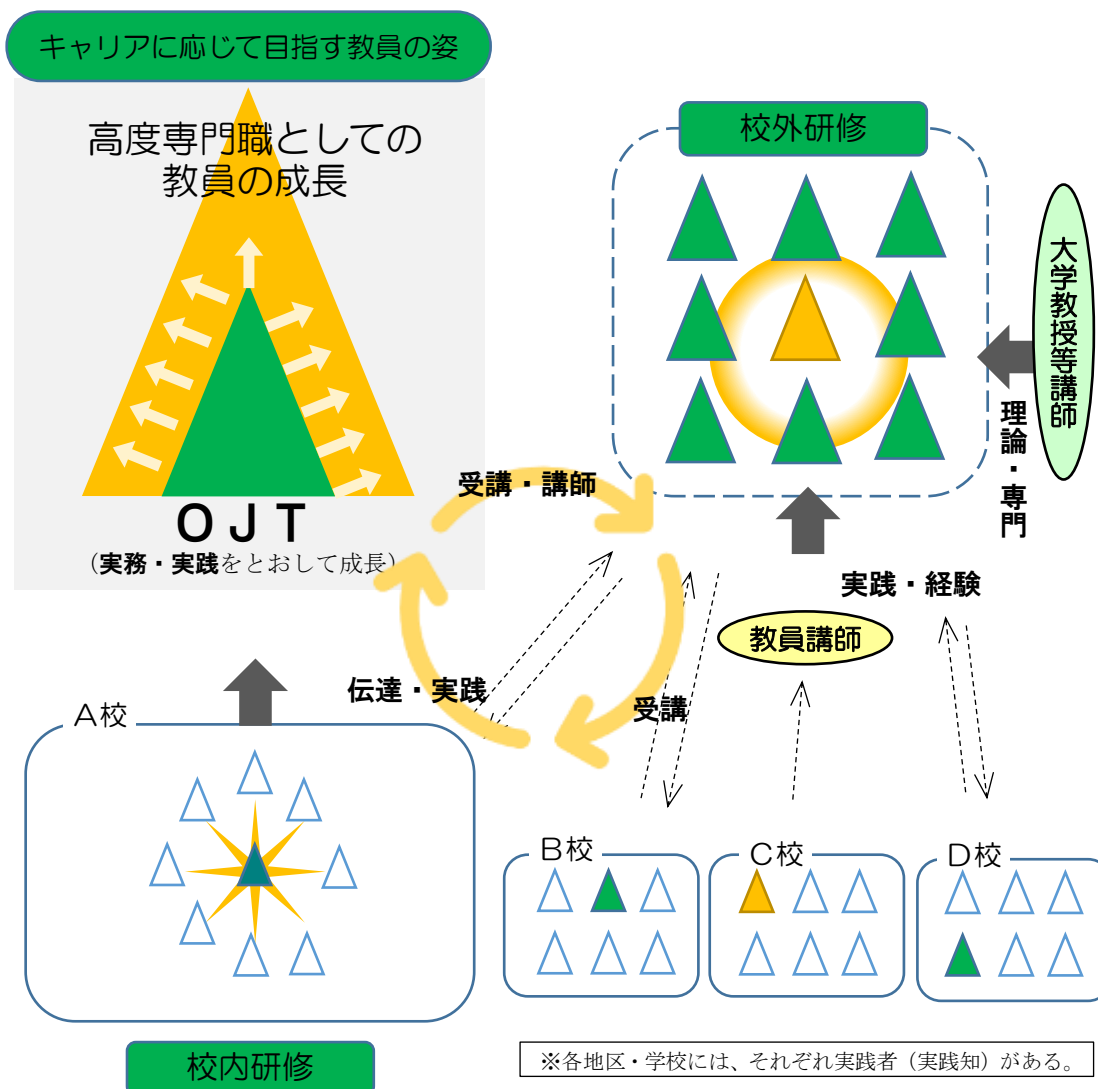 キャリアに応じて目指す教員の姿
高度専門職としての
教員の成長
ＯＪＴ
（実務・実践をとおして成長）
校外研修
大学教授等講師
理論・専門
受講・講師
実践・経験
教員講師
伝達・実践
受講
Ａ校
Ｂ校
Ｃ校
Ｄ校
校内研修
※各地区・学校には、それぞれ実践者（実践知）がある。